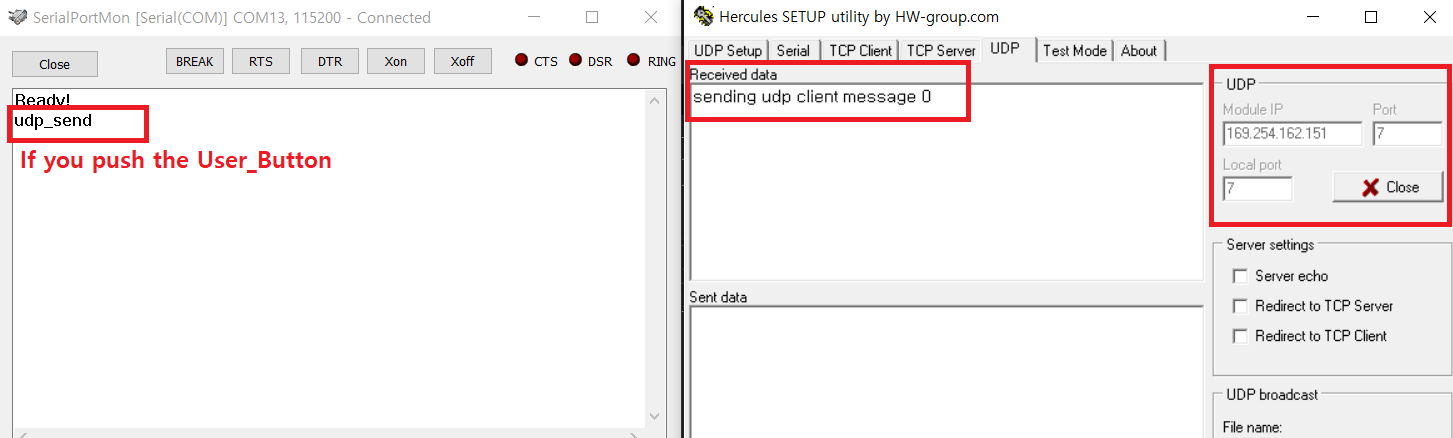 SerialPortMon [Serial(COM)] COM13, 115200 - Connected
Close
BREAK
RTS
DTR
Xon
Xoff
CTS
DSR
RING
Ready!
udp_send
If you push the User_Button
Hercules SETUP utility by HW-group.com
UDP Setup
Serial
TCP Client
TCP Server
UDP
Test Mode
About
Received data
sending udp client message 0
Sent data
UDP
Module IP
Port
169.254.162.151
7
Local port
7
Close
Server settings
Server echo
Redirect to TCP Server
Redirect to TCP Client
UDP broadcast
File name: